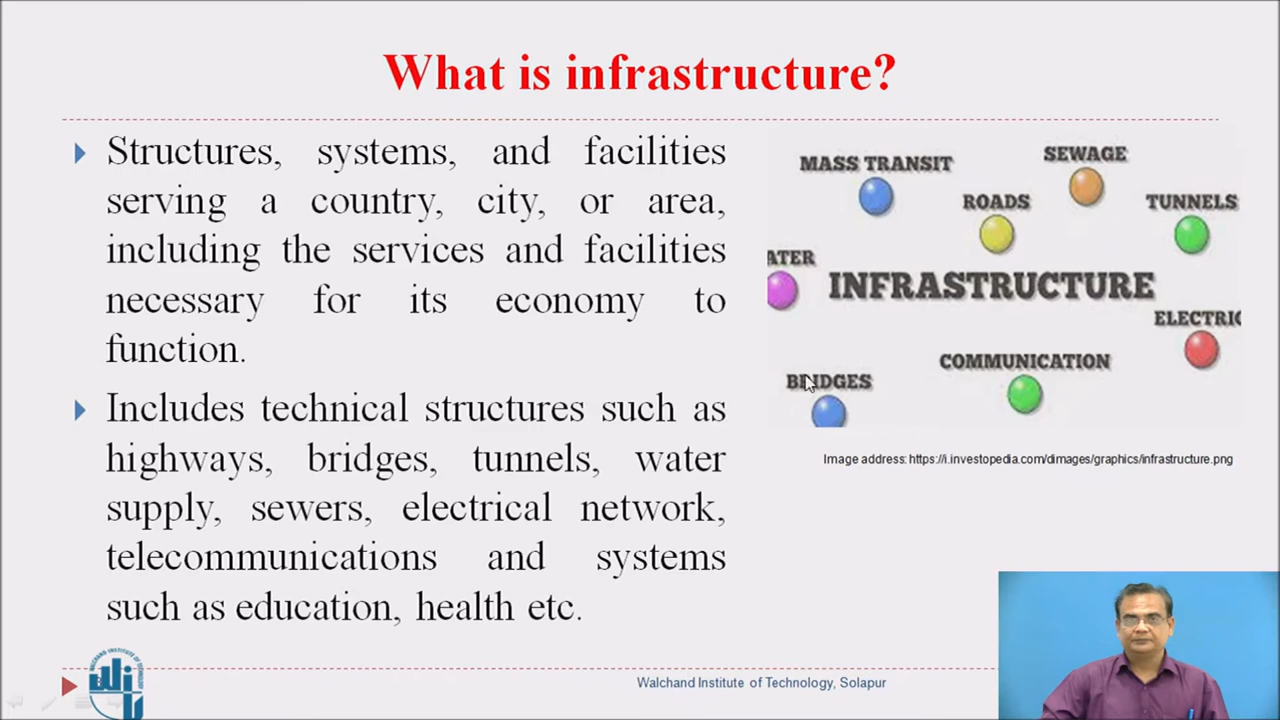 What is infrastructure?
Structures, systems, and facilities
serving a country, city, or area,
including the services and facilities
necessary for its economy to
function.
Includes technical structures such as
highways, bridges, tunnels, water
supply, sewers, electrical network,
telecommunications and systems
such as education, health etc.
MASS TRANSIT
SEWAGE
ROADS
TUNNELS
ATER
INFRASTRUCTURE
ELECTRIC
COMMUNICATION
BRIDGES
Image address: https://i.investopedia.com/dimages/graphics/infrastructure.png
Walchand Institute of Technology, Solapur